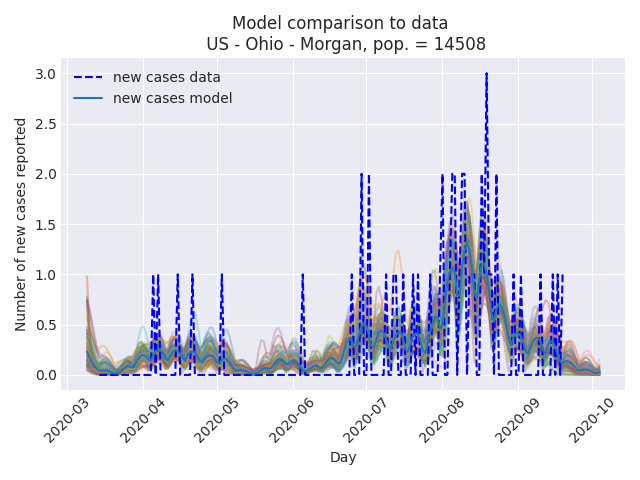 Model comparison to data
US - Ohio - Morgan, pop. = 14508
new cases data
new cases model
Number of new cases reported
3.0
2.5
2.0
1.5
1.0
0.5
0.0
2020-03
2020-04
2020-05
2020-06
2020-07
2020-08
2020-09
2020-10
Day